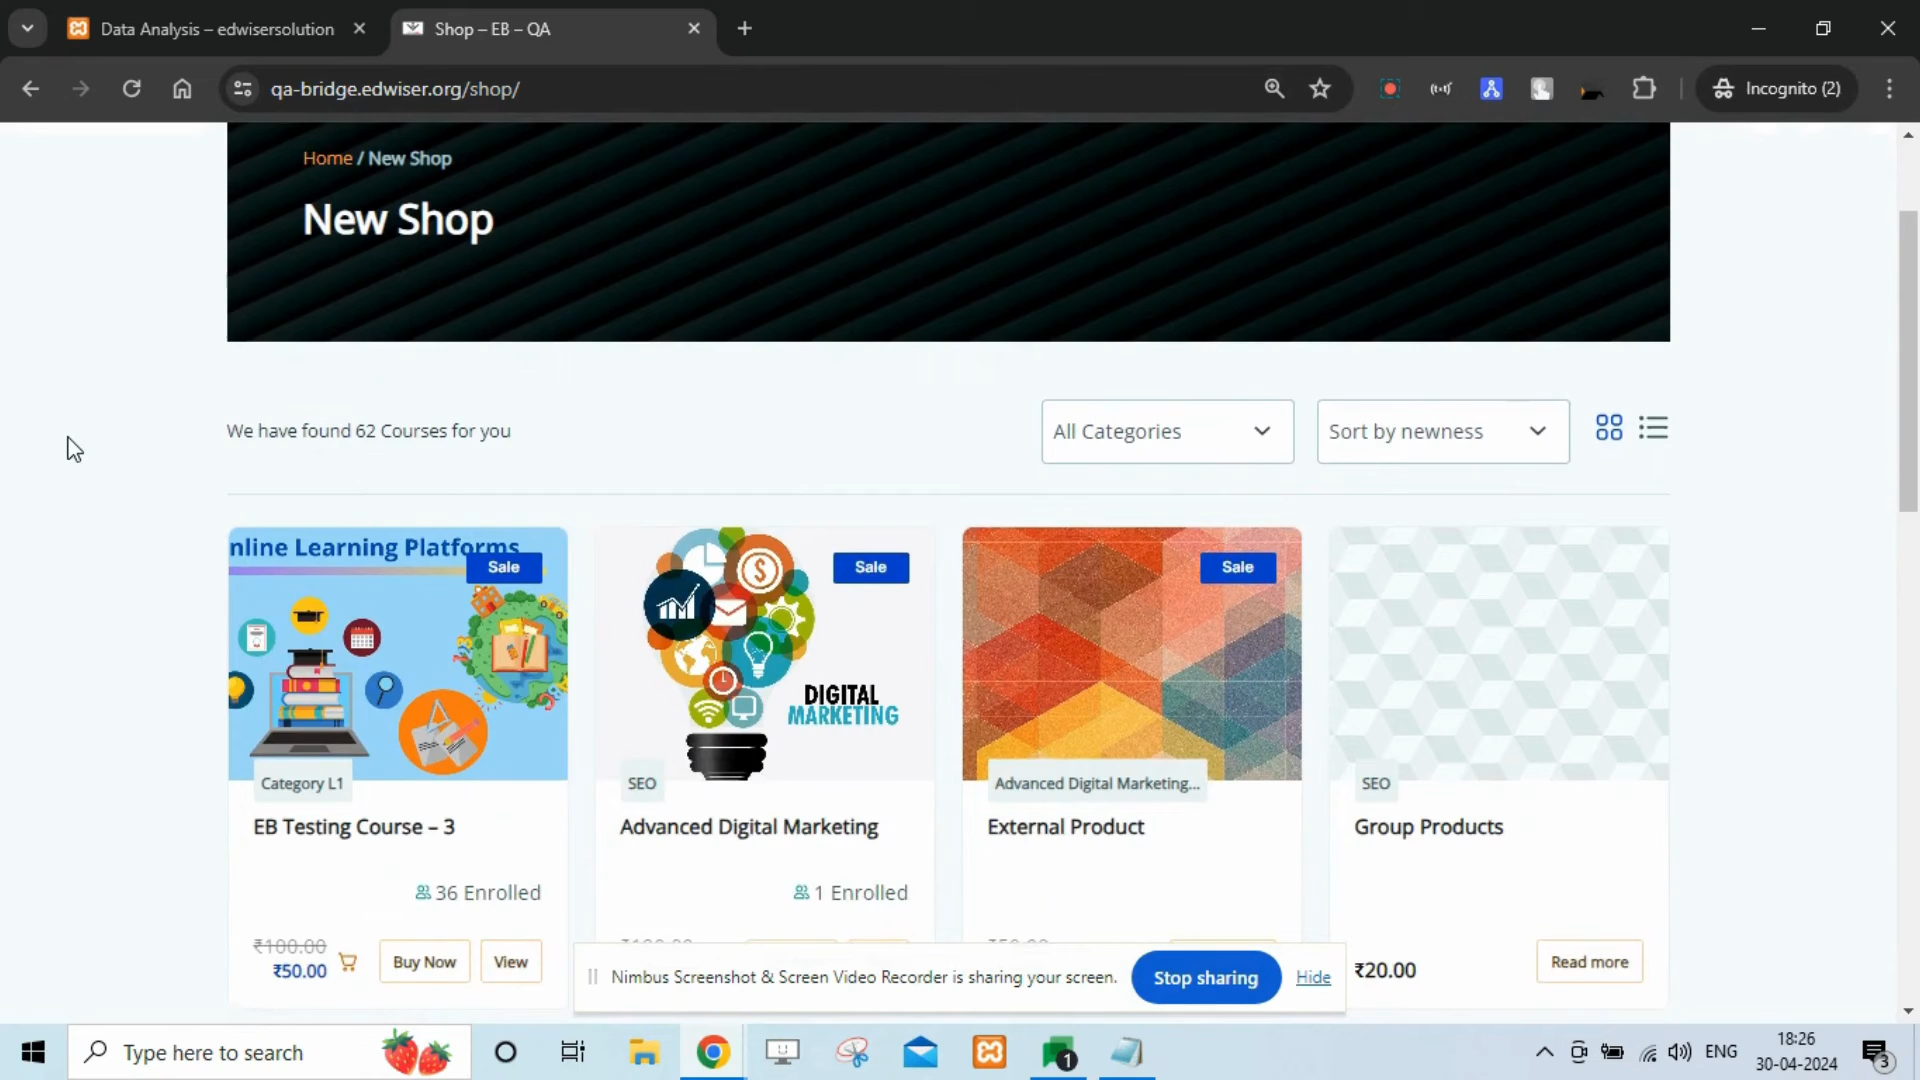 Data Analysis – edwisersolution
Shop – EB – QA
qa-bridge.edwiser.org/shop/
Incognito (2)
Home / New Shop
New Shop
We have found 62 Courses for you
All Categories
Sort by newness
nline Learning Platforms
Sale
Sale
Sale
DIGITAL
MARKETING
Category L1
SEO
Advanced Digital Marketing...
SEO
EB Testing Course – 3
Advanced Digital Marketing
External Product
Group Products
36 Enrolled
1 Enrolled
₹100.00
₹50.00
Buy Now
View
₹20.00
Read more
Nimbus Screenshot & Screen Video Recorder is sharing your screen.
Stop sharing
Hide
Type here to search
1
ENG
18:26
30-04-2024
3